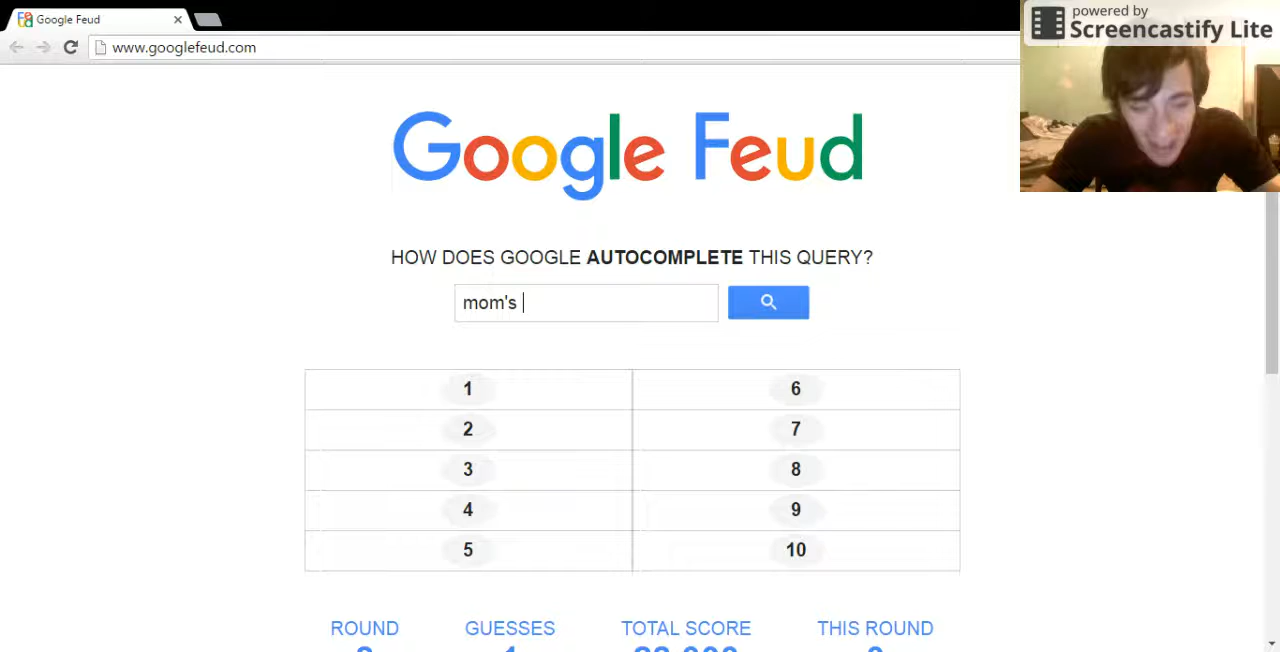 Google Feud
powered by
Screencastify Lite
www.googlefeud.com
Google Feud
HOW DOES GOOGLE AUTOCOMPLETE THIS QUERY?
mom's
1 6
2 7
3 8
4 9
5 10
ROUND GUESSES TOTAL SCORE THIS ROUND